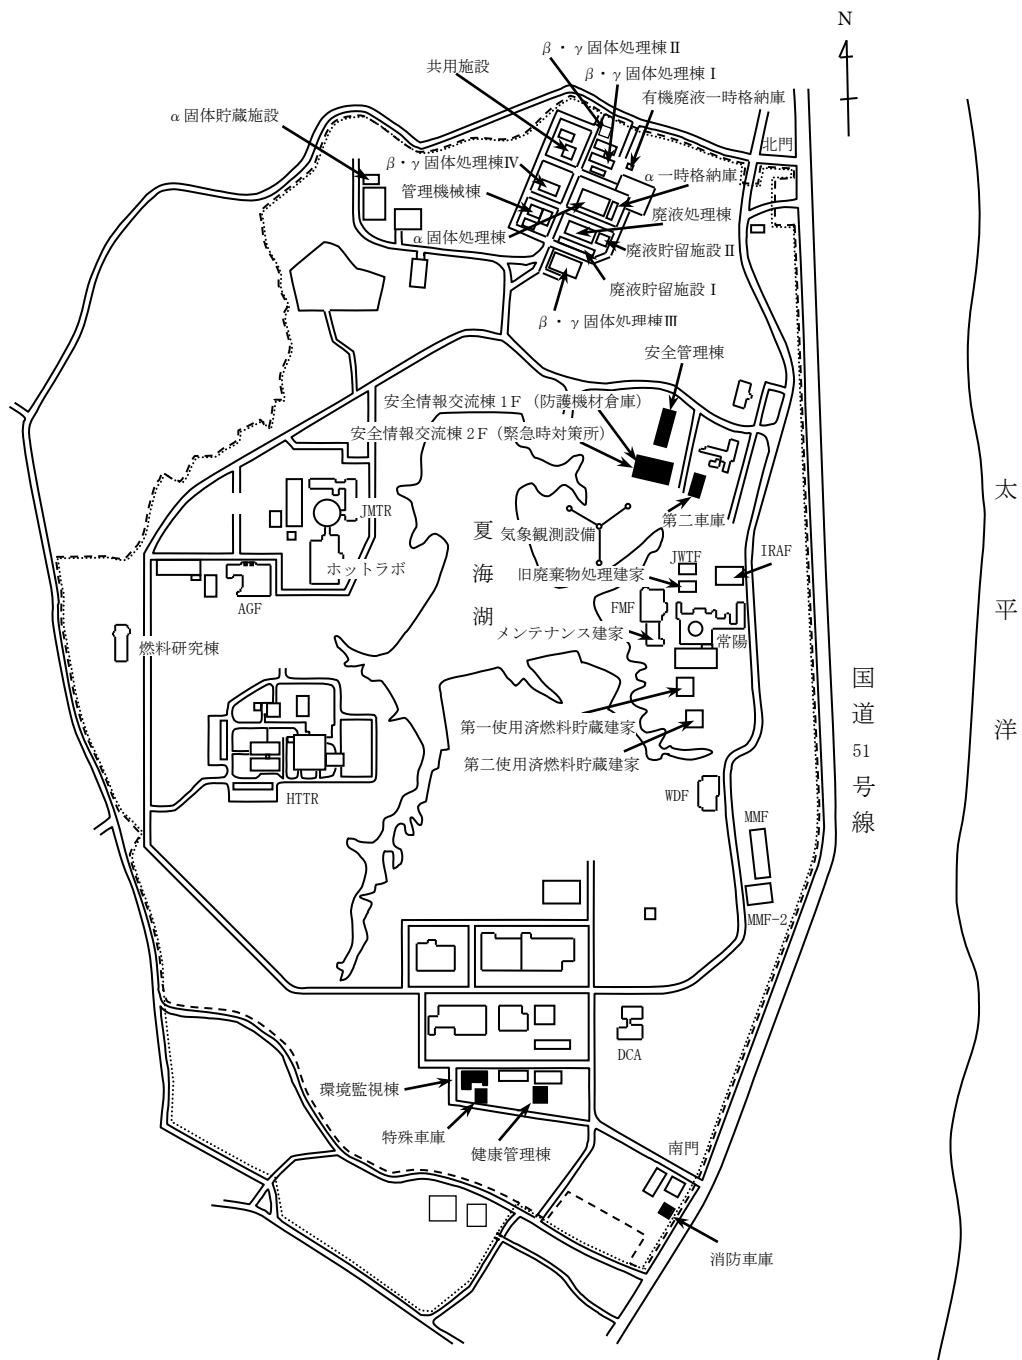 N
β・γ固体処理棟Ⅱ
共用施設
β・γ固体処理棟Ⅰ
有機廃液一時格納庫
α固体貯蔵施設
北門
β・γ固体処理棟Ⅳ
α一時格納庫
管理機械棟
廃液処理棟
α固体処理棟
廃液貯留施設Ⅱ
廃液貯留施設Ⅰ
β・γ固体処理棟Ⅲ
安全管理棟
安全情報交流棟1F（防護機材倉庫）
安全情報交流棟2F（緊急時対策所）
太平洋
JMTR
第二車庫
夏海湖
気象観測設備
IRAF
JWTF
ホットラボ
旧廃棄物処理建家
AGF
FMF
メンテナンス建家
常陽
燃料研究棟
国道51号線
第一使用済燃料貯蔵建家
第二使用済燃料貯蔵建家
HTTR
WDF
MMF
MMF-2
DCA
環境監視棟
特殊車庫
健康管理棟
南門
消防車庫